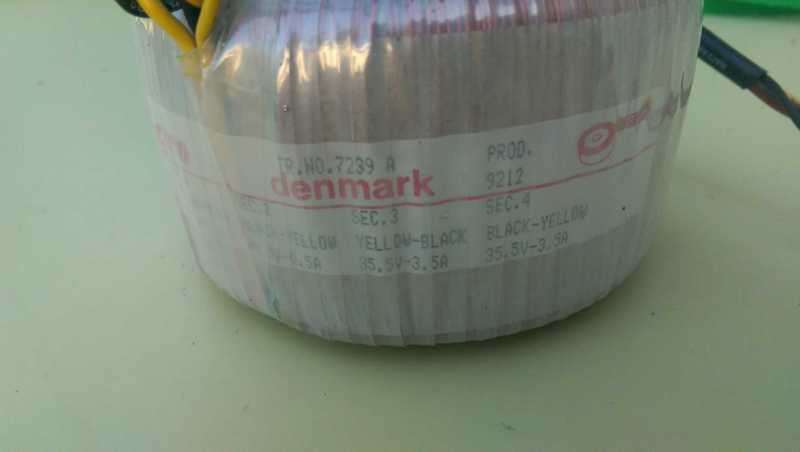 TR.NO.7239 A
denmark
PROD.
9212
SEC.3
YELLOW-BLACK
35.5V-3.5A
SEC.4
BLACK-YELLOW
35.5V-3.5A